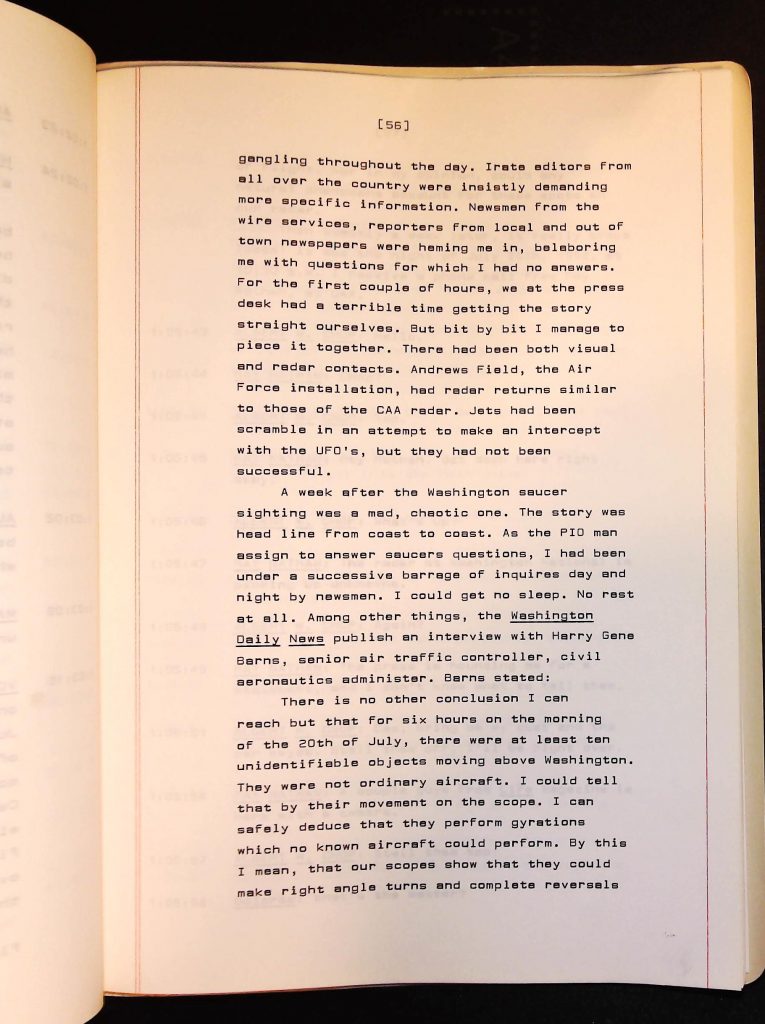 [56]
gangling throughout the day. Irate editors from
all over the country were insistly demanding
more specific information. Newsmen from the
wire services, reporters from local and out of
town newspapers were heming me in, belaboring
me with questions for which I had no answers.
For the first couple of hours, we at the press
desk had a terrible time getting the story
straight ourselves. But bit by bit I manage to
piece it together. There had been both visual
and radar contacts. Andrews Field, the Air
Force installation, had radar returns similar
to those of the CAA radar. Jets had been
scramble in an attempt to make an intercept
with the UFO's, but they had not been
successful.
A week after the Washington saucer
sighting was a mad, chaotic one. The story was
head line from coast to coast. As the PIO man
assign to answer saucers questions, I had been
under a successive barrage of inquires day and
night by newsmen. I could get no sleep. No rest
at all. Among other things, the Washington
Daily News publish an interview with Harry Gene
Barns, senior air traffic controller, civil
aeronautics administer. Barns stated:
There is no other conclusion I can
reach but that for six hours on the morning
of the 20th of July, there were at least ten
unidentifiable objects moving above Washington.
They were not ordinary aircraft. I could tell
that by their movement on the scope. I can
safely deduce that they perform gyrations
which no known aircraft could perform. By this
I mean, that our scopes show that they could
make right angle turns and complete reversals